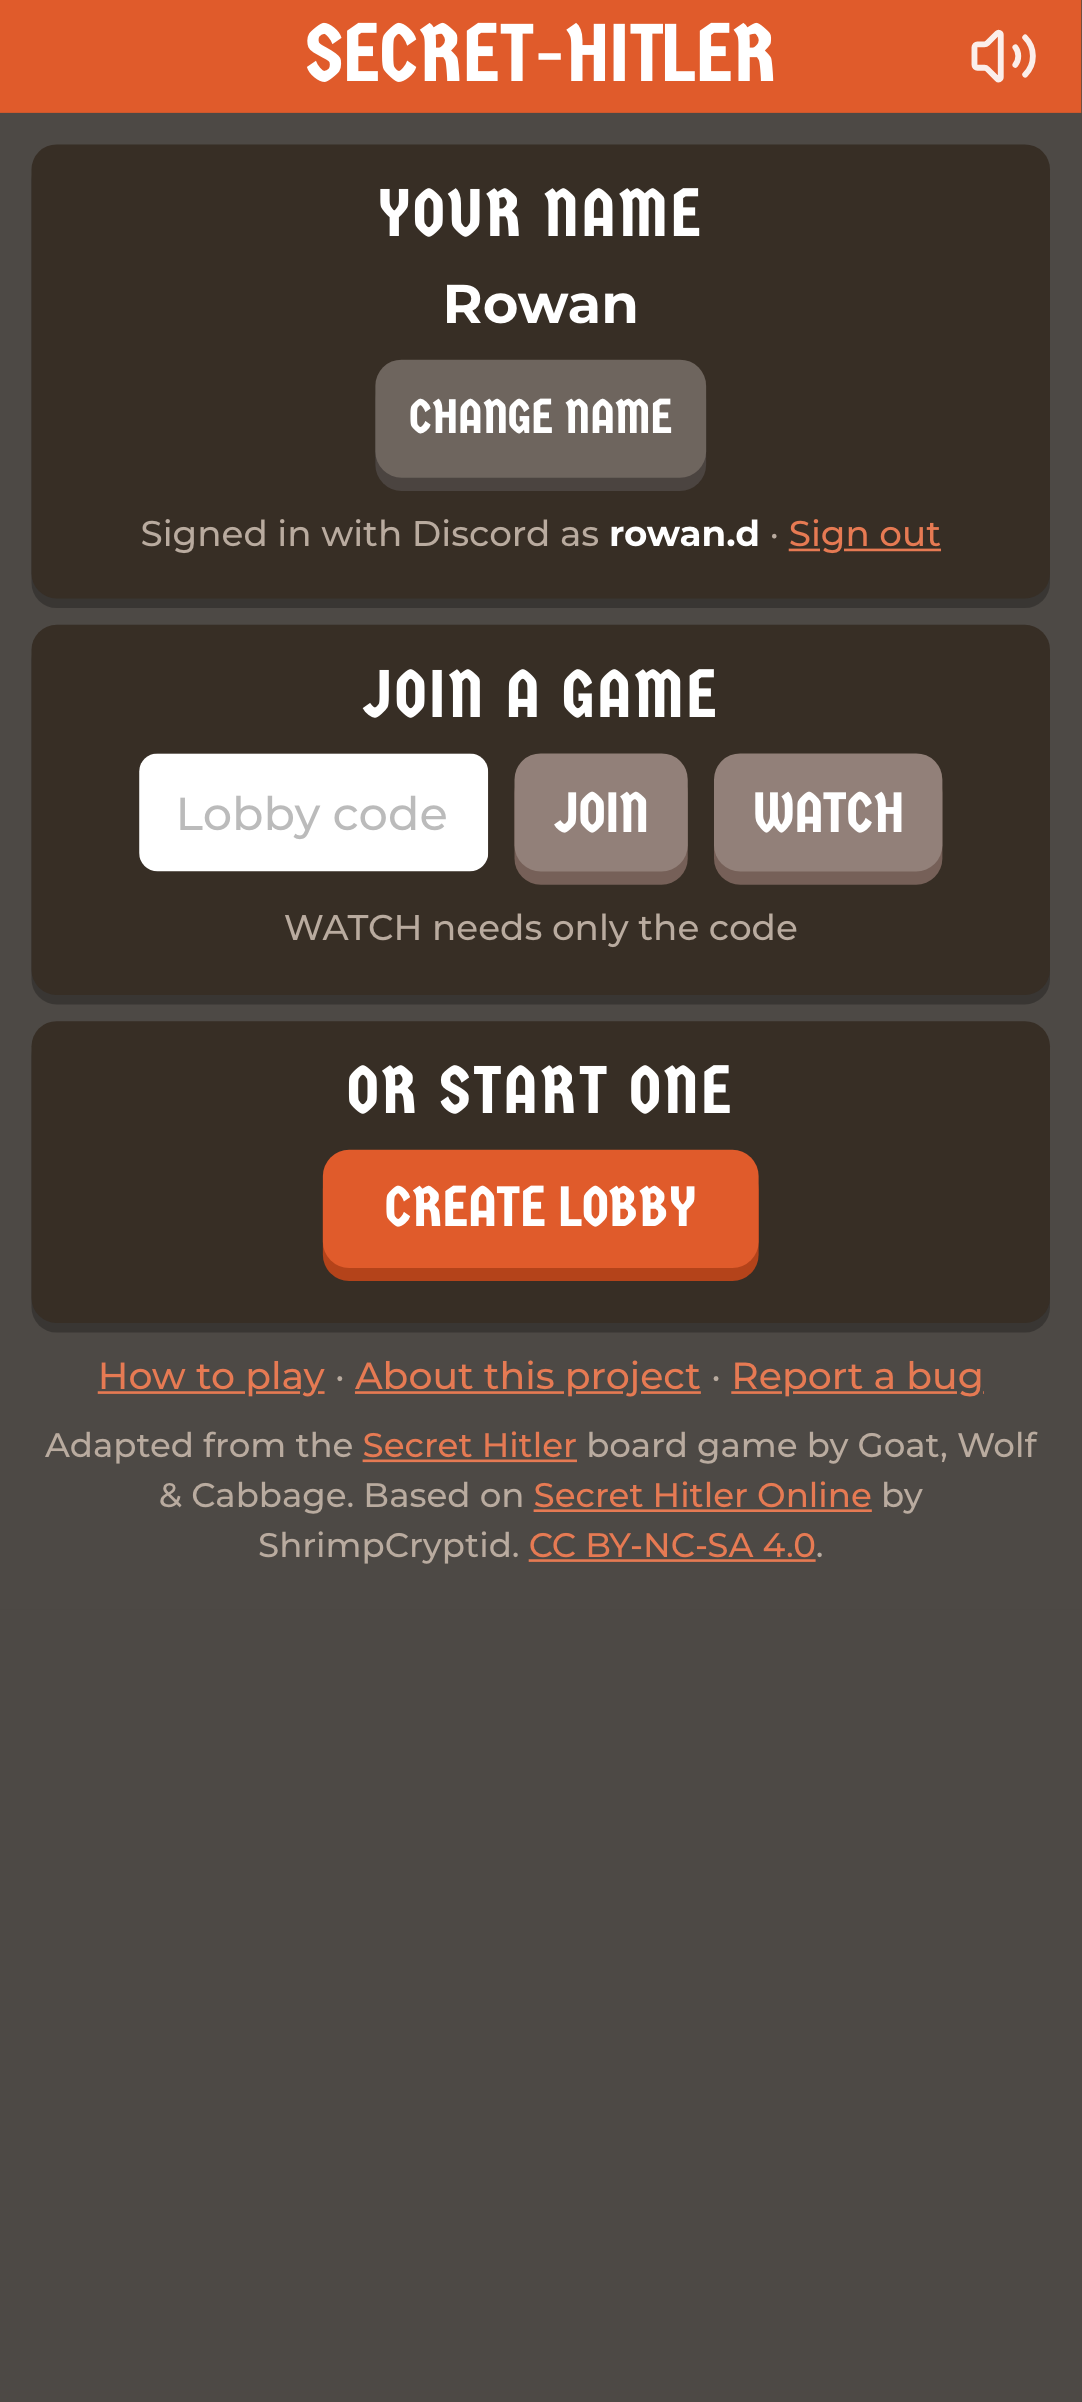 SECRET-HITLER
YOUR NAME
Rowan
CHANGE NAME
Signed in with Discord as rowan.d · Sign out
JOIN A GAME
Lobby code JOIN WATCH
WATCH needs only the code
OR START ONE
CREATE LOBBY
How to play · About this project · Report a bug
Adapted from the Secret Hitler board game by Goat, Wolf
& Cabbage. Based on Secret Hitler Online by
ShrimpCryptid. CC BY-NC-SA 4.0.